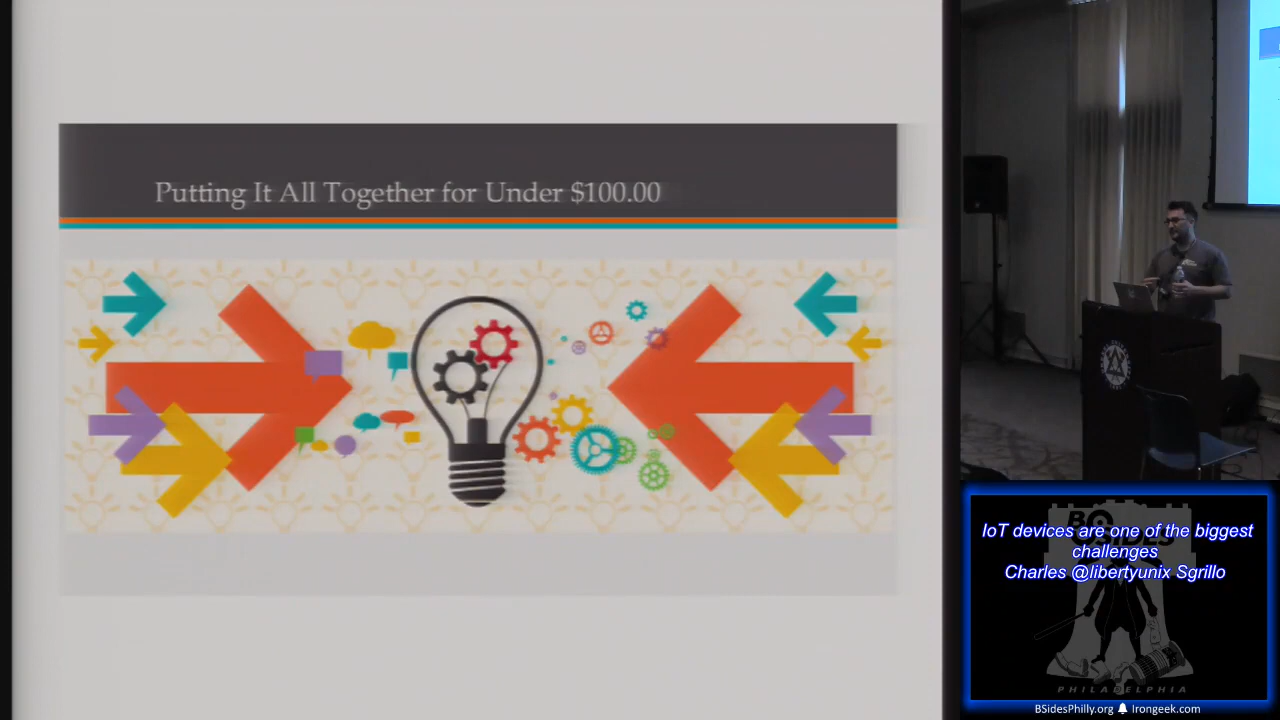 Putting It All Together for Under $100.00
IoT devices are one of the biggest
challenges
Charles @libertyunix Sgrillo
BSIDES
PHILADELPHIA
BSidesPhilly.org Irongeek.com